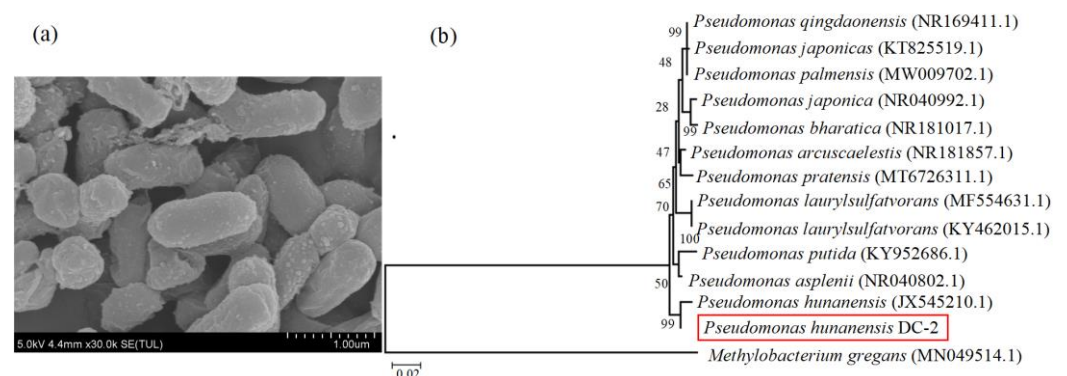 (a)
5.0kV 4.4mm x30.0k SE(TUL)
1.00um
(b)
Pseudomonas qingdaonensis (NR169411.1)
99
Pseudomonas japonicas (KT825519.1)
48
Pseudomonas palmensis (MW009702.1)
Pseudomonas japonica (NR040992.1)
28
Pseudomonas bharatica (NR181017.1)
99
Pseudomonas arcuscaelestis (NR181857.1)
47
Pseudomonas pratensis (MT6726311.1)
65
Pseudomonas laurylsulfatvorans (MF554631.1)
70
Pseudomonas laurylsulfatvorans (KY462015.1)
100
Pseudomonas putida (KY952686.1)
Pseudomonas asplenii (NR040802.1)
50
Pseudomonas hunanensis (JX545210.1)
99
Pseudomonas hunanensis DC-2
Methylobacterium gregans (MN049514.1)
0.02